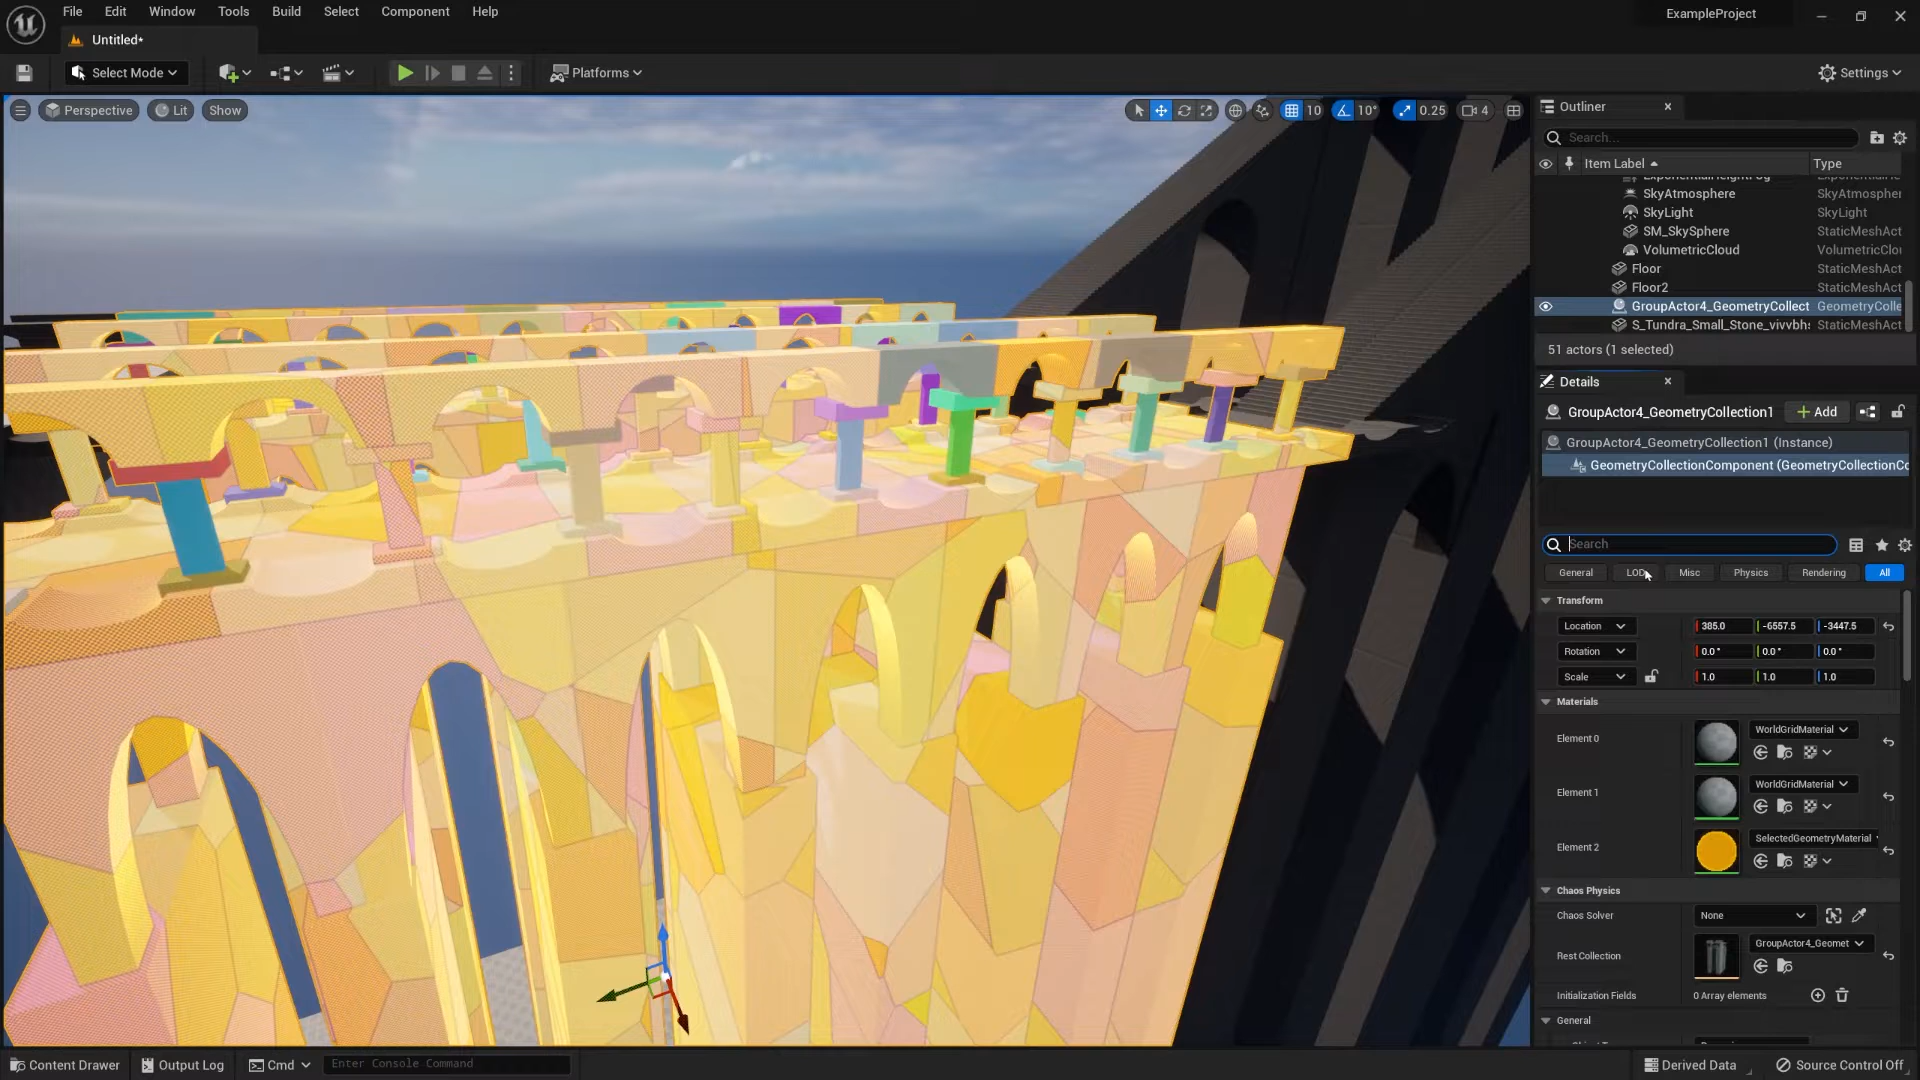 File Edit Window Tools Build Select Component Help
ExampleProject
Untitled*
Select Mode
Platforms
Settings
Perspective Lit Show
10 10° 0.25 4
Outliner
Search...
Item Label Type
SkyAtmosphere SkyAtmospher
SkyLight SkyLight
SM_SkySphere StaticMeshAct
VolumetricCloud VolumetricClou
Floor StaticMeshAct
Floor2 StaticMeshAct
GroupActor4_GeometryCollect GeometryColle
S_Tundra_Small_Stone_vivvbh StaticMeshAct
51 actors (1 selected)
Details
GroupActor4_GeometryCollection1 Add
GroupActor4_GeometryCollection1 (Instance)
GeometryCollectionComponent (GeometryCollectionCo
Search
General LOD Misc Physics Rendering All
Transform
Location 385.0 -6557.5 -3447.5
Rotation 0.0° 0.0° 0.0°
Scale 1.0 1.0 1.0
Materials
Element 0 WorldGridMaterial
Element 1 WorldGridMaterial
Element 2 SelectedGeometryMaterial
Chaos Physics
Chaos Solver None
Rest Collection GroupActor4_Geomet
Initialization Fields 0 Array elements
General
Content Drawer Output Log Cmd Enter Console Command
Derived Data Source Control Off